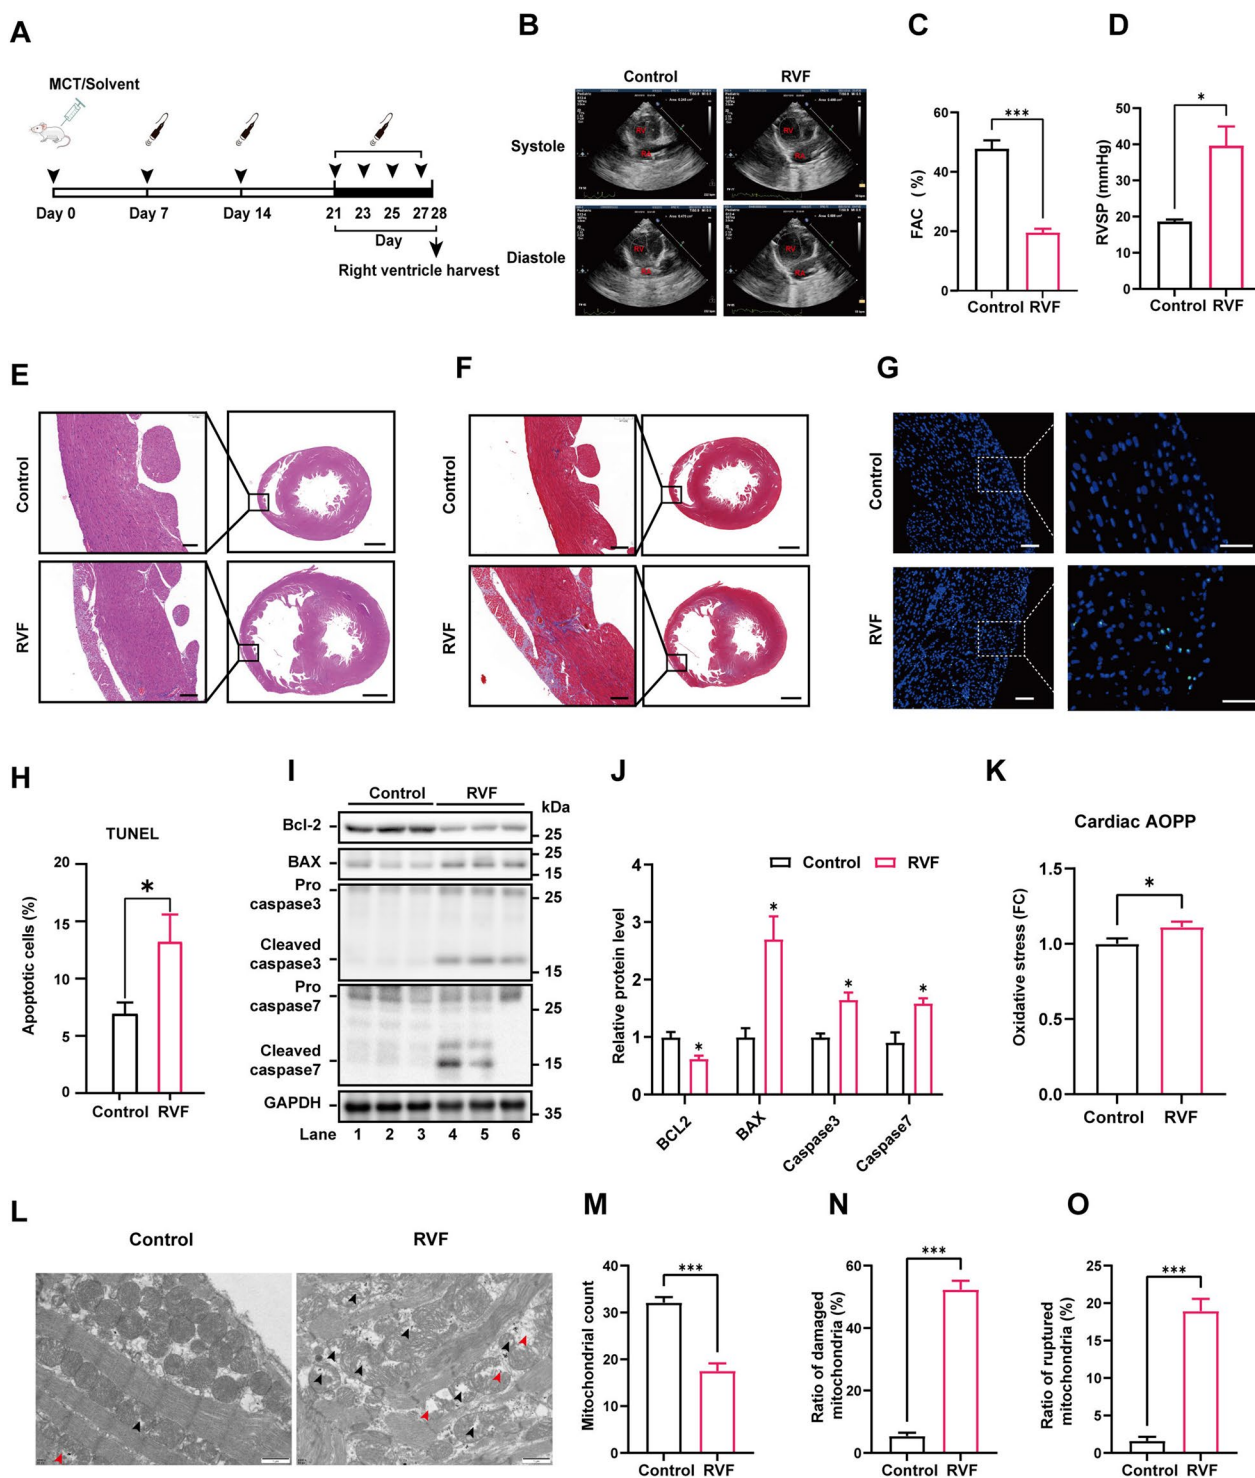 A
MCT/Solvent
Day 0
Day 7
Day 14
21
23
25
27
28
Day
Right ventricle harvest
B
Control
RVF
Systole
Diastole
RV
RV
RV
RV
C
***
FAC (%)
60
40
20
0
Control RVF
D
*
RVSP (mmHg)
50
40
30
20
10
0
Control RVF
E
Control
RVF
F
Control
RVF
G
Control
RVF
H
TUNEL
*
Apoptotic cells (%)
20
15
10
5
0
Control RVF
I
Control
RVF
kDa
Bcl-2
25
BAX
25
15
Pro
caspase3
25
Cleaved
caspase3
15
Pro
caspase7
25
Cleaved
caspase7
15
GAPDH
35
Lane 1 2 3 4 5 6
J
Control
RVF
Relative protein level
4
3
2
1
0
*
*
*
*
BCL2
BAX
Caspase3
Caspase7
K
Cardiac AOPP
*
Oxidative stress (FC)
1.5
1.0
0.5
0.0
Control
RVF
L
Control
RVF
M
***
Mitochondrial count
40
30
20
10
0
Control RVF
N
***
Ratio of damaged
mitochondria (%)
60
40
20
0
Control RVF
O
***
Ratio of ruptured
mitochondria (%)
25
20
15
10
5
0
Control RVF